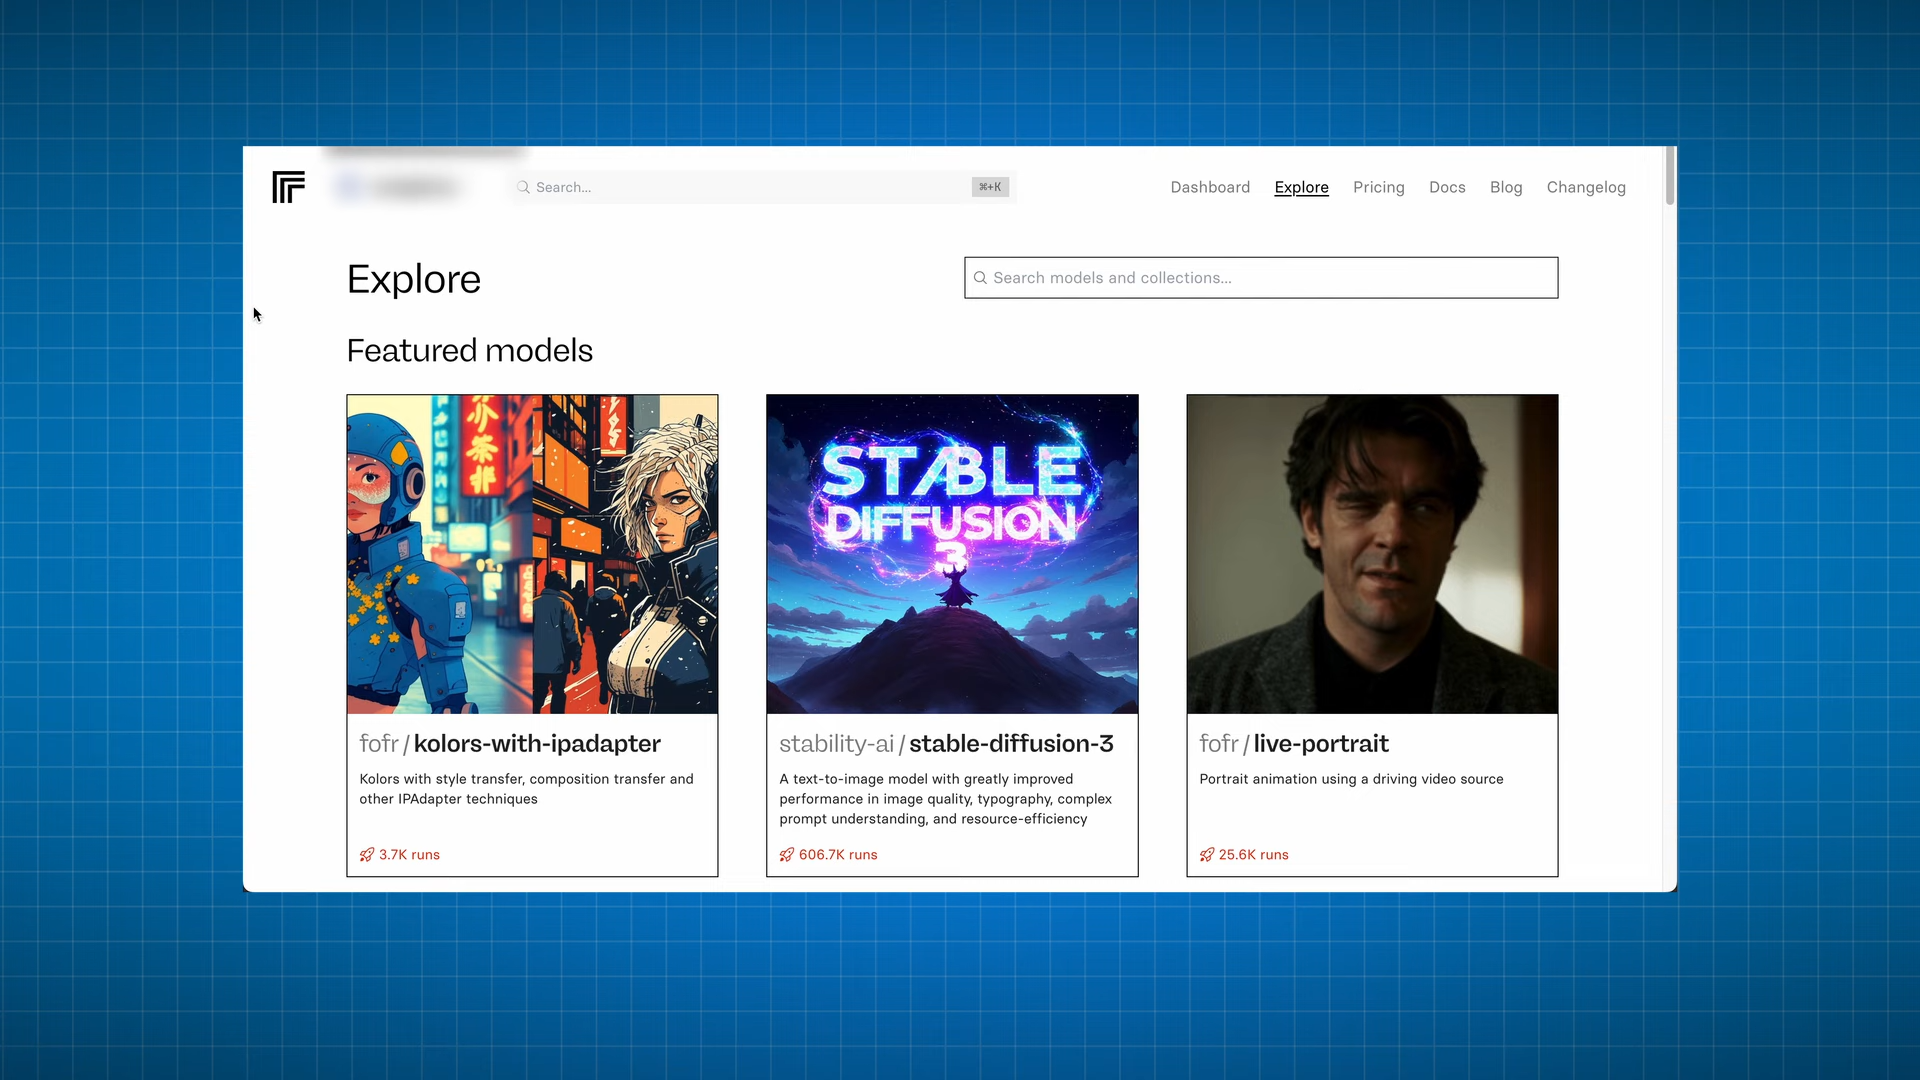 Search...
⌘+K
Dashboard
Explore
Pricing
Docs
Blog
Changelog
Explore
Search models and collections...
Featured models
STABLE
DIFFUSION
3
fofr / kolors-with-ipadapter
Kolors with style transfer, composition transfer and
other IPAdapter techniques
3.7K runs
stability-ai / stable-diffusion-3
A text-to-image model with greatly improved
performance in image quality, typography, complex
prompt understanding, and resource-efficiency
606.7K runs
fofr / live-portrait
Portrait animation using a driving video source
25.6K runs